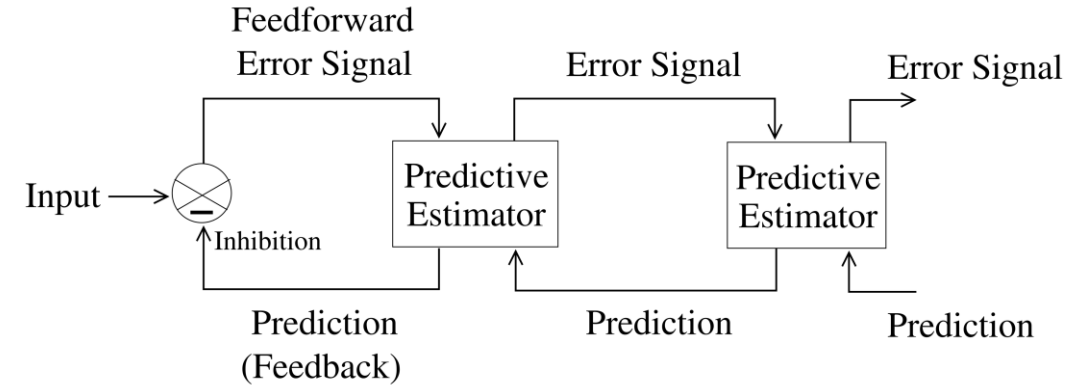 Feedforward
Error Signal
Error Signal
Error Signal
Input
Predictive
Estimator
Predictive
Estimator
Inhibition
Prediction
(Feedback)
Prediction
Prediction